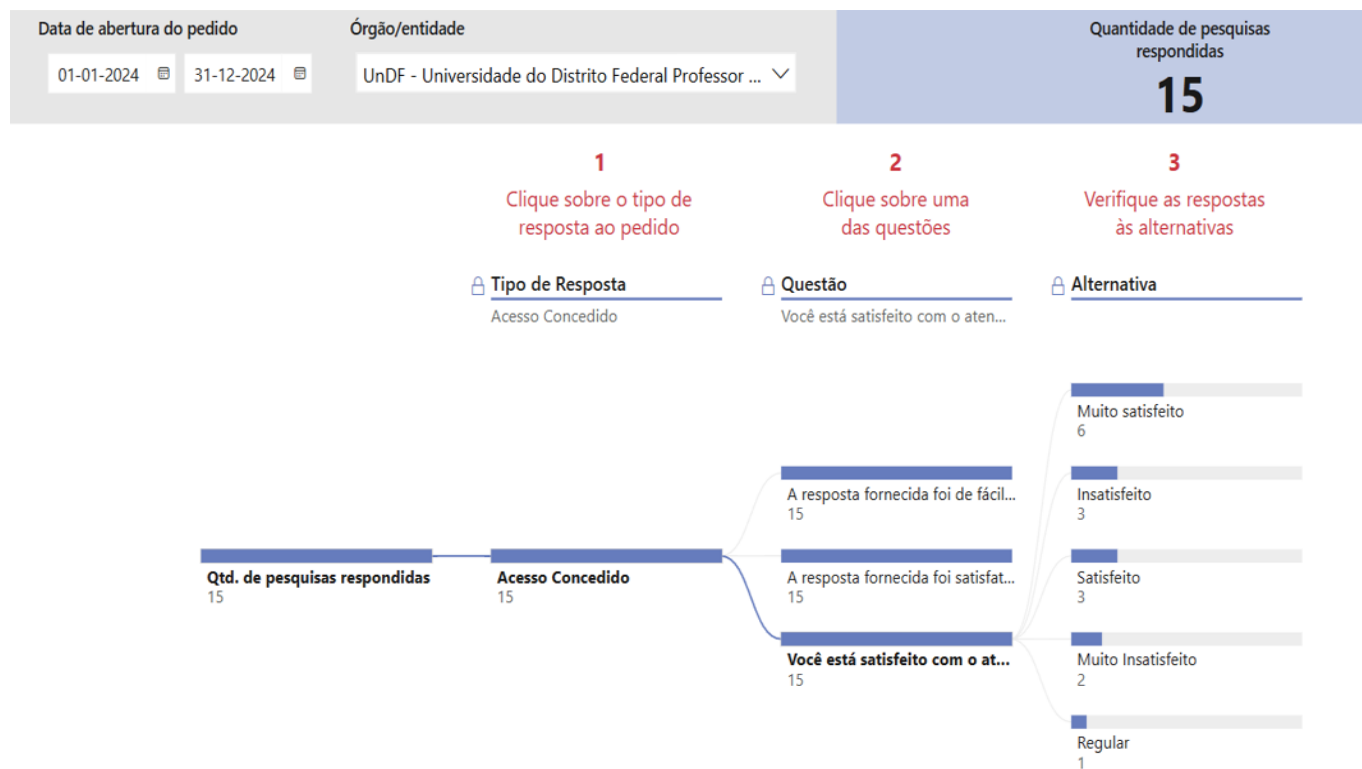 Data de abertura do pedido
01-01-2024
31-12-2024
Órgão/entidade
UnDF - Universidade do Distrito Federal Professor ...
Quantidade de pesquisas
respondidas
15
1
Clique sobre o tipo de
resposta ao pedido
2
Clique sobre uma
das questões
3
Verifique as respostas
às alternativas
Tipo de Resposta
Acesso Concedido
Questão
Você está satisfeito com o aten...
Alternativa
Qtd. de pesquisas respondidas
15
Acesso Concedido
15
A resposta fornecida foi de fácil...
15
A resposta fornecida foi satisfat...
15
Você está satisfeito com o at...
15
Muito satisfeito
6
Insatisfeito
3
Satisfeito
3
Muito Insatisfeito
2
Regular
1